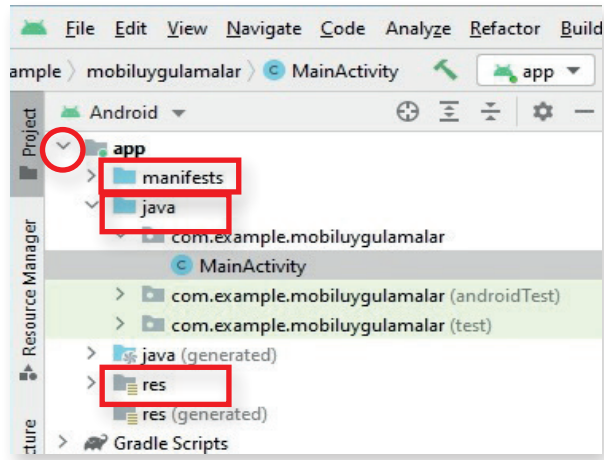 File Edit View Navigate Code Analyze Refactor Build
ample mobiluygulamalar C MainActivity app
Android
Project
app
manifests
java
com.example.mobiluygulamalar
C MainActivity
com.example.mobiluygulamalar (androidTest)
com.example.mobiluygulamalar (test)
java (generated)
res
res (generated)
Gradle Scripts
Resource Manager
cture